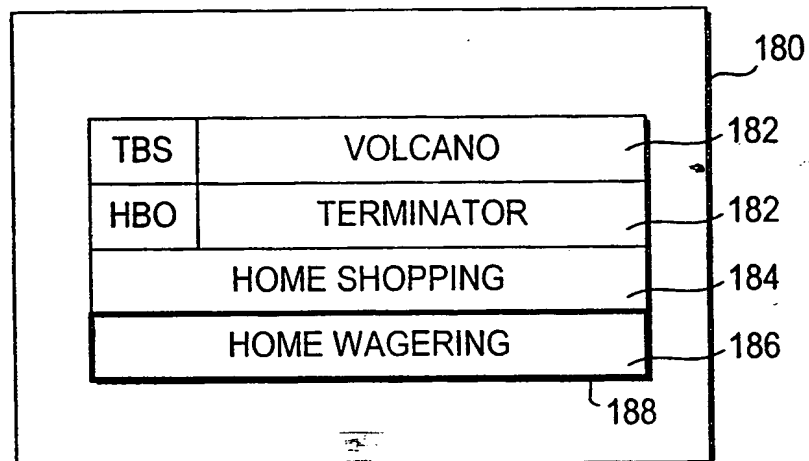 180
TBS VOLCANO 182
HBO TERMINATOR 182
HOME SHOPPING 184
HOME WAGERING 186
188